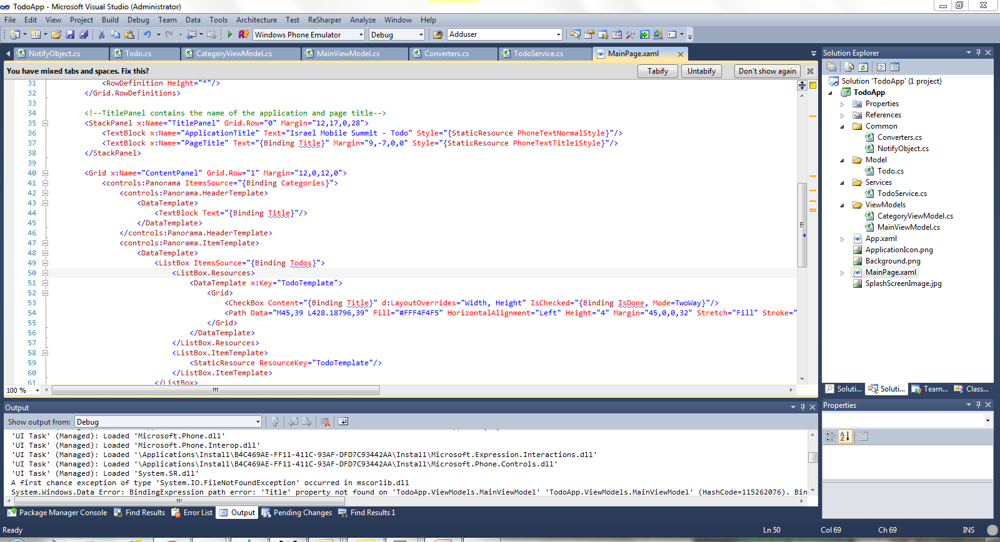 TodoApp - Microsoft Visual Studio (Administrator)
File Edit View Project Build Debug Team Data Tools Architecture Test ReSharper Analyze Window Help
Windows Phone Emulator Debug Adduser
NotifyObject.cs Todo.cs CategoryViewModel.cs MainViewModel.cs Converters.cs TodoService.cs MainPage.xaml
You have mixed tabs and spaces. Fix this? Tabify Untabify Don't show again
31 <RowDefinition Height="*"/>
32 </Grid.RowDefinitions>
33
34 <!--TitlePanel contains the name of the application and page title-->
35 <StackPanel x:Name="TitlePanel" Grid.Row="0" Margin="12,17,0,28">
36 <TextBlock x:Name="ApplicationTitle" Text="Israel Mobile Summit - Todo" Style="{StaticResource PhoneTextNormalStyle}"/>
37 <TextBlock x:Name="PageTitle" Text="{Binding Title}" Margin="9,-7,0,0" Style="{StaticResource PhoneTextTitle1Style}"/>
38 </StackPanel>
39
40 <Grid x:Name="ContentPanel" Grid.Row="1" Margin="12,0,12,0">
41 <controls:Panorama ItemsSource="{Binding Categories}">
42 <controls:Panorama.HeaderTemplate>
43 <DataTemplate>
44 <TextBlock Text="{Binding Title}"/>
45 </DataTemplate>
46 </controls:Panorama.HeaderTemplate>
47 <controls:Panorama.ItemTemplate>
48 <DataTemplate>
49 <ListBox ItemsSource="{Binding Todos}">
50 <ListBox.Resources>
51 <DataTemplate x:Key="TodoTemplate">
52 <Grid>
53 <CheckBox Content="{Binding Title}" d:LayoutOverrides="Width, Height" IsChecked="{Binding IsDone, Mode=TwoWay}"/>
54 <Path Data="M45,39 L428.18796,39" Fill="#FFF4F4F5" HorizontalAlignment="Left" Height="4" Margin="45,0,0,32" Stretch="Fill" Stroke="
55 </Grid>
56 </DataTemplate>
57 </ListBox.Resources>
58 <ListBox.ItemTemplate>
59 <StaticResource ResourceKey="TodoTemplate"/>
60 </ListBox.ItemTemplate>
61 </ListBox>
100 %
Output
Show output from: Debug
'UI Task' (Managed): Loaded 'Microsoft.Phone.dll'
'UI Task' (Managed): Loaded 'Microsoft.Phone.Interop.dll'
'UI Task' (Managed): Loaded '\Applications\Install\B4C469AE-FF11-411C-93AF-DFD7C93442AA\Install\Microsoft.Expression.Interactions.dll'
'UI Task' (Managed): Loaded '\Applications\Install\B4C469AE-FF11-411C-93AF-DFD7C93442AA\Install\Microsoft.Phone.Controls.dll'
'UI Task' (Managed): Loaded 'System.SR.dll'
A first chance exception of type 'System.IO.FileNotFoundException' occurred in mscorlib.dll
System.Windows.Data Error: BindingExpression path error: 'Title' property not found on 'TodoApp.ViewModels.MainViewModel' 'TodoApp.ViewModels.MainViewModel' (HashCode=115262076). Bin
Package Manager Console Find Results Error List Output Pending Changes Find Results 1
Solution Explorer
Solution 'TodoApp' (1 project)
TodoApp
Properties
References
Common
Converters.cs
NotifyObject.cs
Model
Todo.cs
Services
TodoService.cs
ViewModels
CategoryViewModel.cs
MainViewModel.cs
App.xaml
ApplicationIcon.png
Background.png
MainPage.xaml
SplashScreenImage.jpg
Soluti... Soluti... Team... Class...
Properties
Ready Ln 50 Col 69 Ch 69 INS